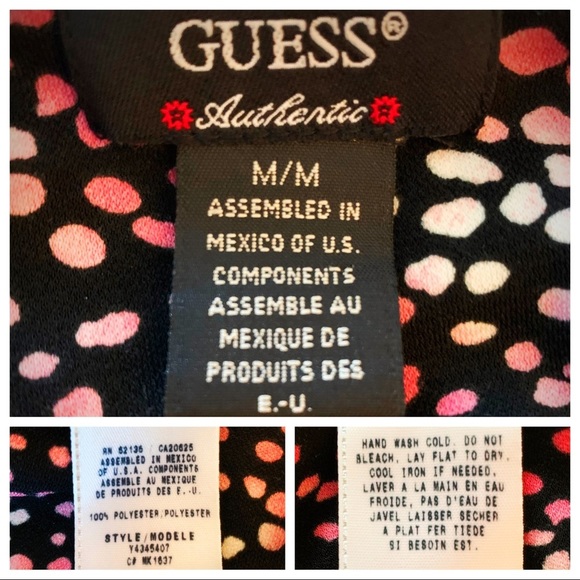 GUESS®
Authentic
M/M
ASSEMBLED IN
MEXICO OF U.S.
COMPONENTS
ASSEMBLE AU
MEXIQUE DE
PRODUITS DES
E.-U.
RN 62136 / CA20625
ASSEMBLED IN MEXICO
OF U.S.A. COMPONENTS
ASSEMBLE AU MEXIQUE
DE PRODUITS DES E.-U.
100% POLYESTER/POLYESTER
STYLE/MODELE
Y4345407
C# MK1637
HAND WASH COLD. DO NOT
BLEACH, LAY FLAT TO DRY.
COOL IRON IF NEEDED.
LAVER A LA MAIN EN EAU
FROIDE, PAS D'EAU DE
JAVEL LAISSER SECHER
A PLAT FER TIEDE
SI BESOIN EST.